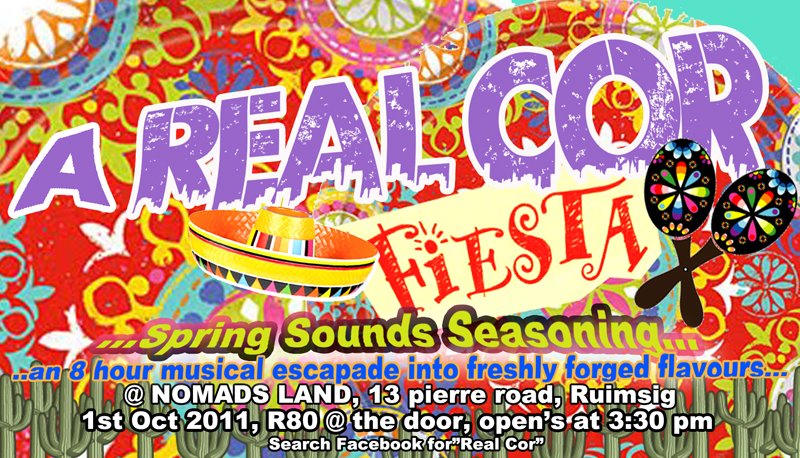 A REAL COR
FiESTA
...Spring Sounds Seasoning...
..an 8 hour musical escapade into freshly forged flavours...
@ NOMADS LAND, 13 pierre road, Ruimsig
1st Oct 2011, R80 @ the door, open's at 3:30 pm
Search Facebook for"Real Cor"